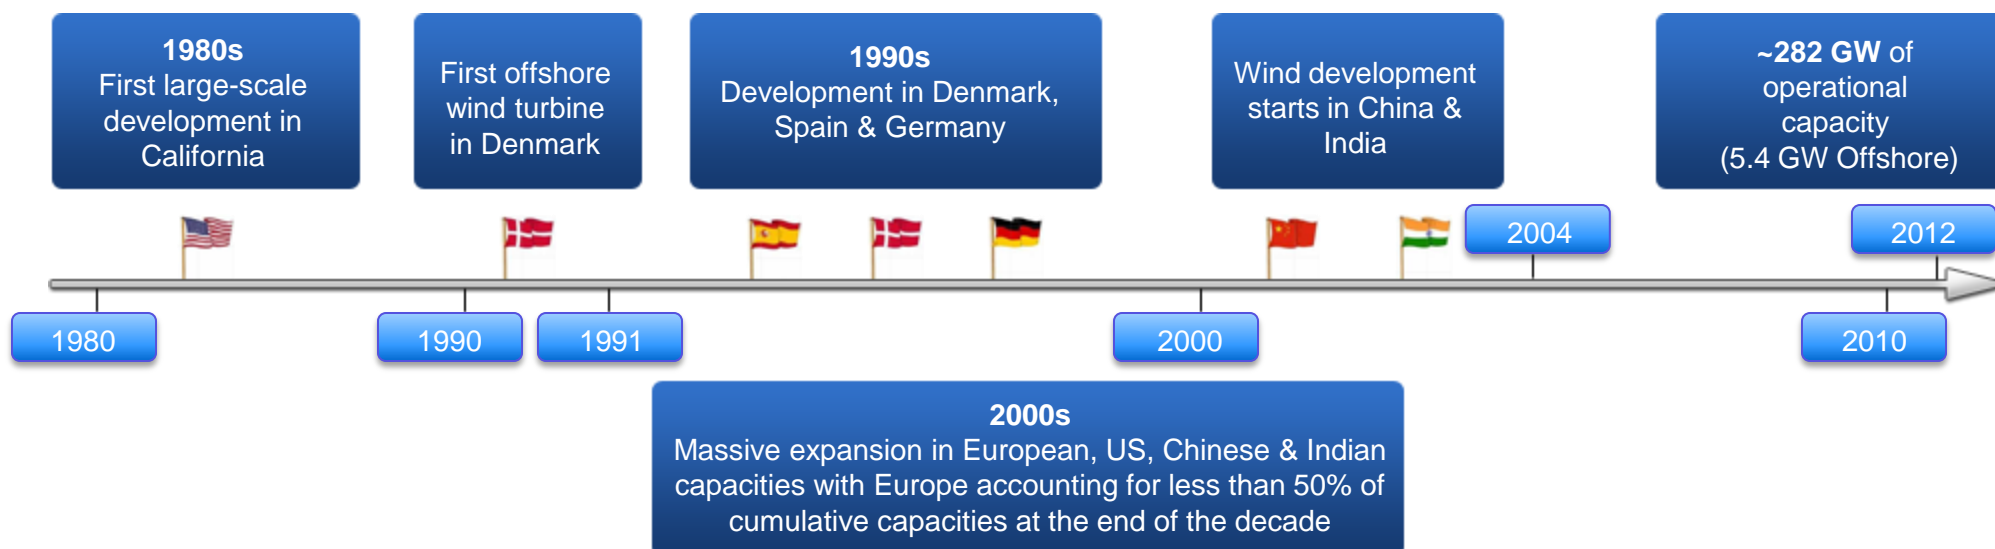 1980s
First large-scale
development in
California
First offshore
wind turbine
in Denmark
1990s
Development in Denmark,
Spain & Germany
Wind development
starts in China &
India
~282 GW of
operational
capacity
(5.4 GW Offshore)
2004
2012
1980
1990
1991
2000
2010
2000s
Massive expansion in European, US, Chinese & Indian
capacities with Europe accounting for less than 50% of
cumulative capacities at the end of the decade